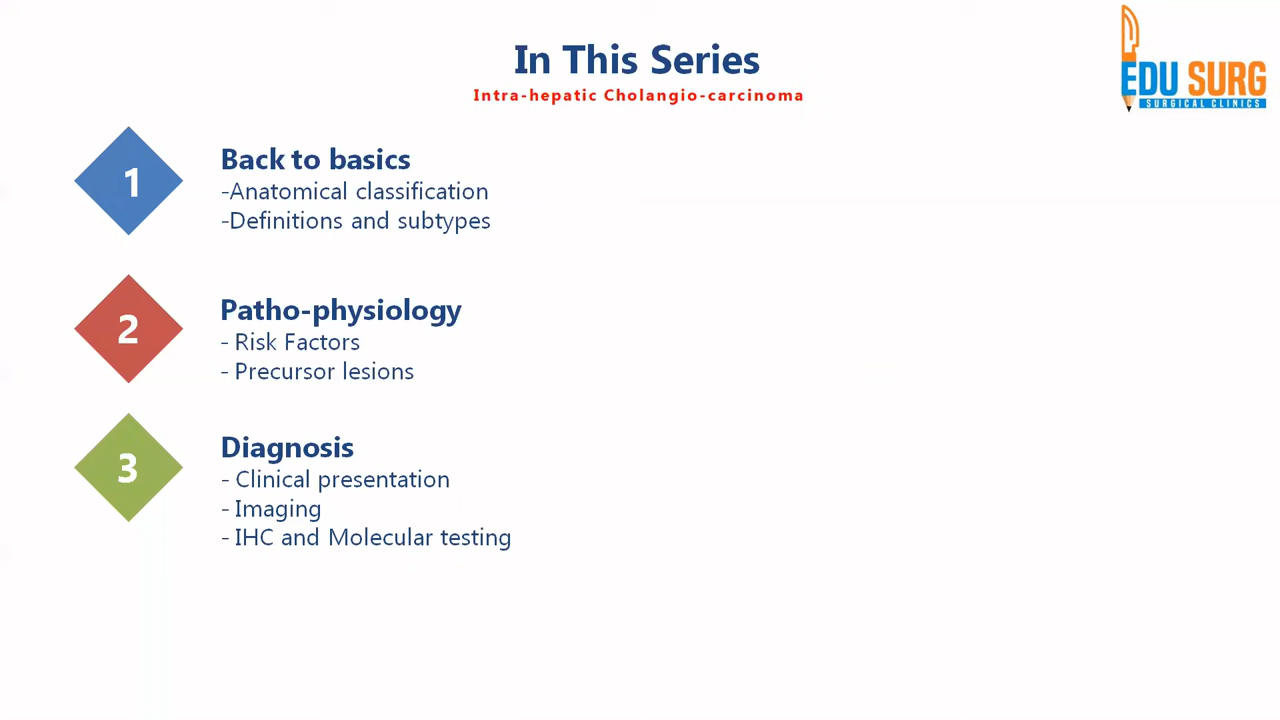 In This Series
Intra-hepatic Cholangio-carcinoma
EDU SURG
SURGICAL CLINICS
1
Back to basics
-Anatomical classification
-Definitions and subtypes
2
Patho-physiology
- Risk Factors
- Precursor lesions
3
Diagnosis
- Clinical presentation
- Imaging
- IHC and Molecular testing